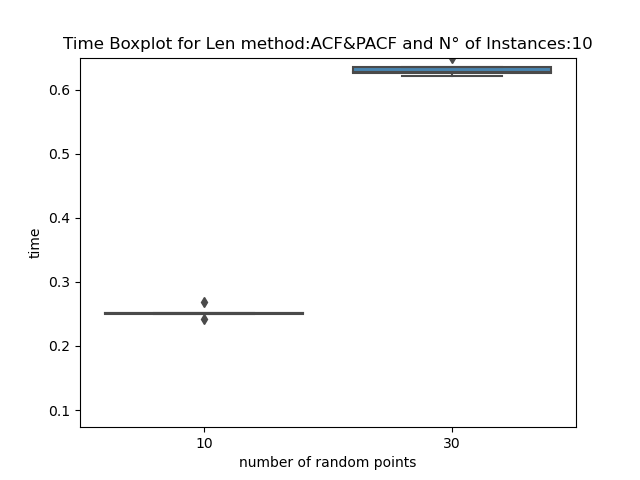 Time Boxplot for Len method:ACF&PACF and N° of Instances:10
0.6
0.5
0.4
0.3
0.2
0.1
time
10 30
number of random points